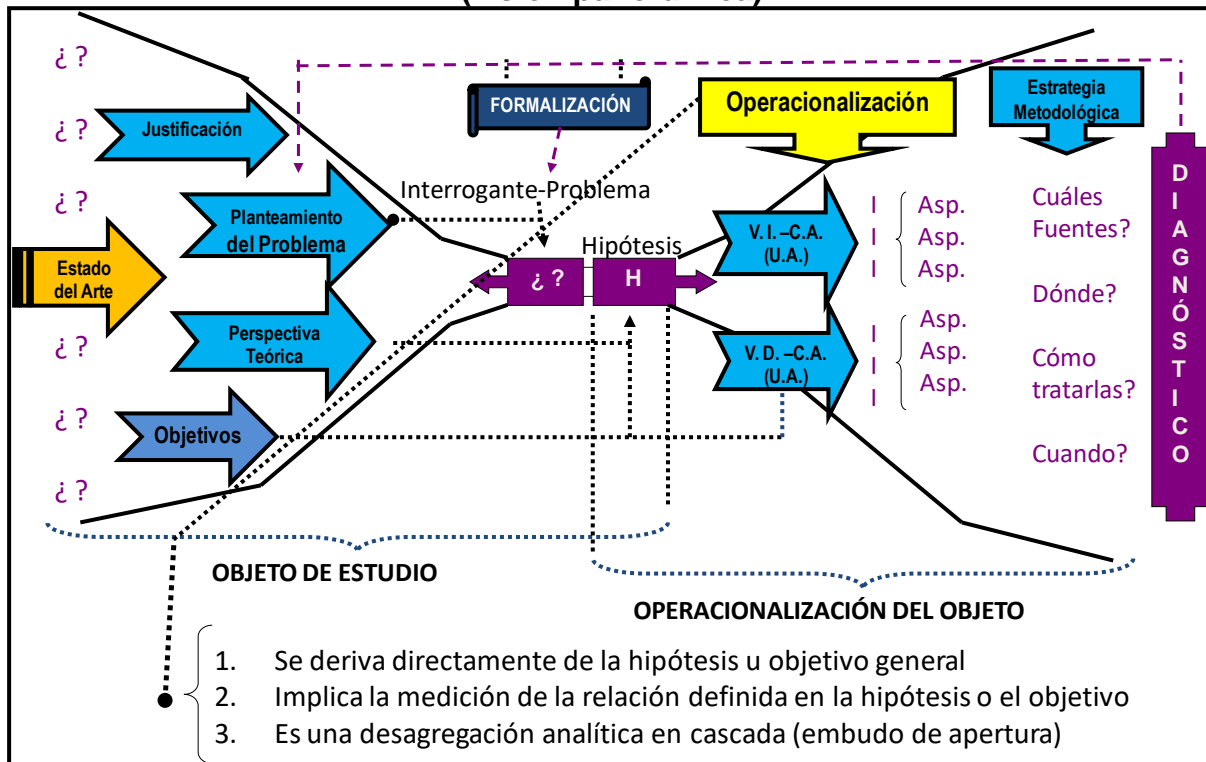 ¿ ?
¿ ?
¿ ?
¿ ?
¿ ?
¿ ?
Justificación
Planteamiento
del Problema
Estado
del Arte
Perspectiva
Teórica
Objetivos
FORMALIZACIÓN
Interrogante-Problema
Hipótesis
¿ ?
H
Operacionalización
Estrategia
Metodológica
V. I. –C.A.
(U.A.)
I
I
I
Asp.
Asp.
Asp.
V. D. –C.A.
(U.A.)
I
I
I
Asp.
Asp.
Asp.
Cuáles
Fuentes?
Dónde?
Cómo
tratarlas?
Cuando?
DIAGNÓSTICO
OBJETO DE ESTUDIO
OPERACIONALIZACIÓN DEL OBJETO
1. Se deriva directamente de la hipótesis u objetivo general
2. Implica la medición de la relación definida en la hipótesis o el objetivo
3. Es una desagregación analítica en cascada (embudo de apertura)